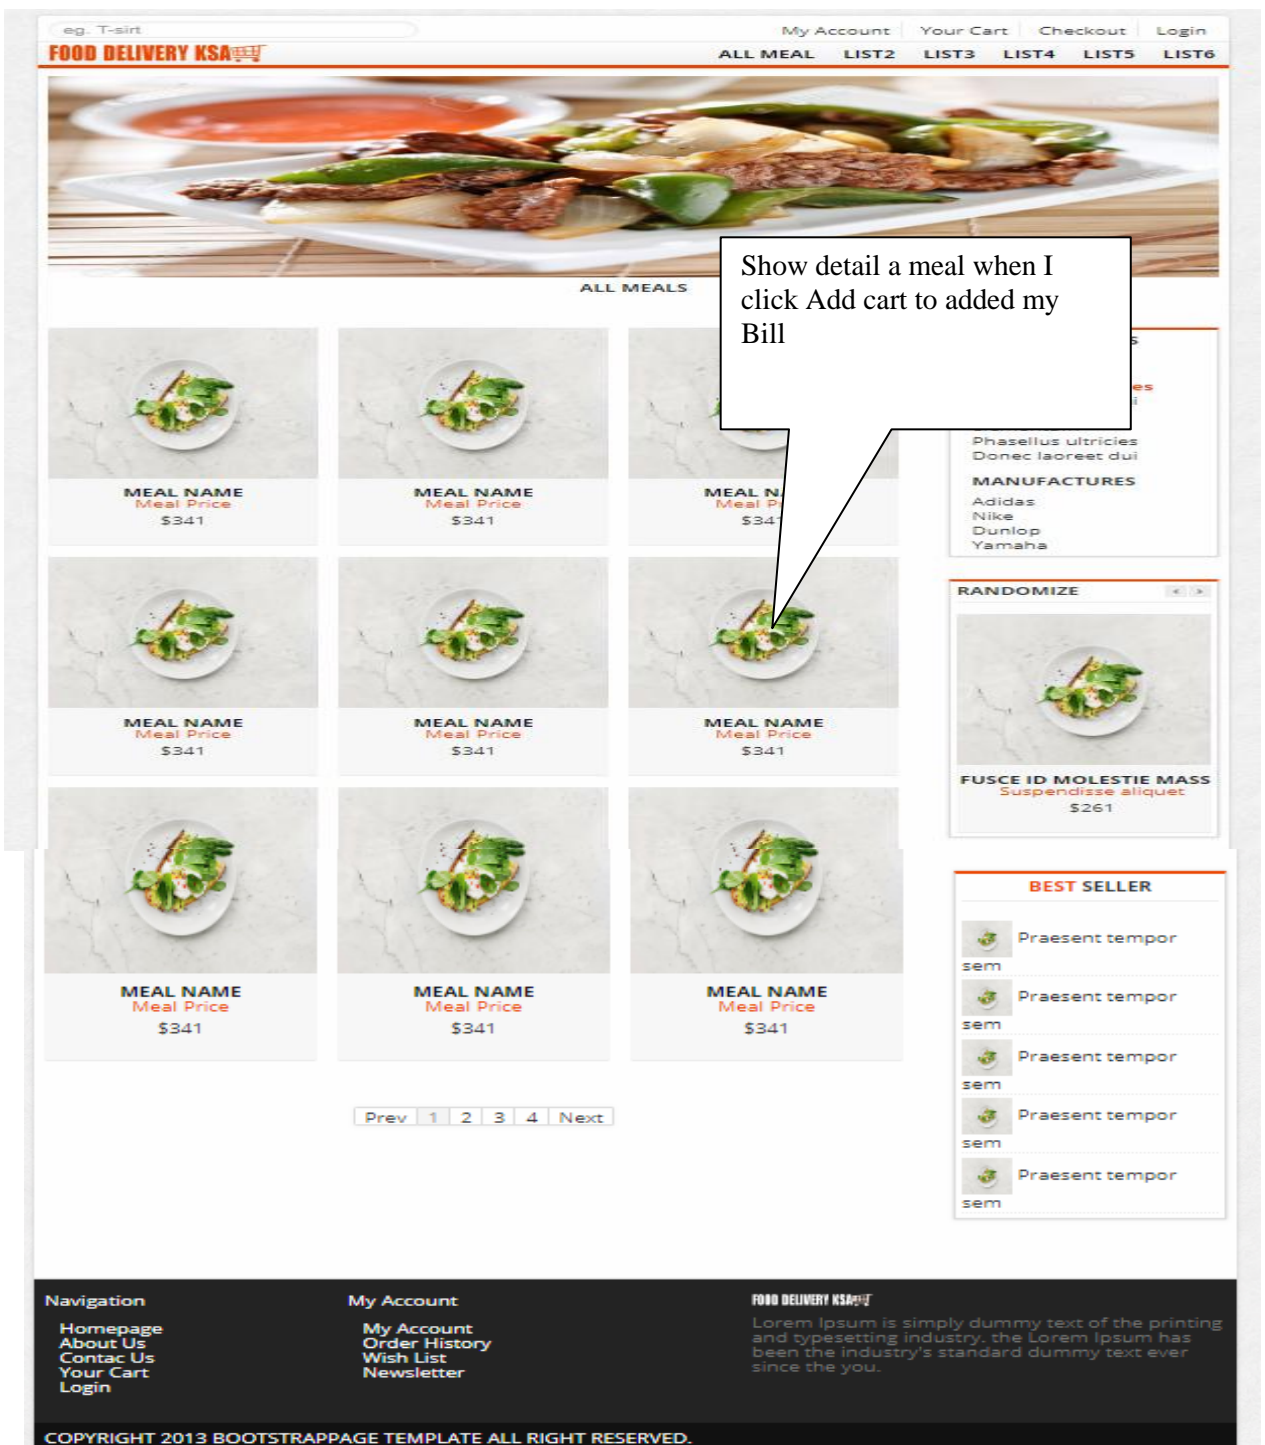 eg. T-sirt
My Account Your Cart Checkout Login
FOOD DELIVERY KSA
ALL MEAL LIST2 LIST3 LIST4 LIST5 LIST6
Show detail a meal when I
click Add cart to added my
Bill
ALL MEALS
MEAL NAME
Meal Price
$341
MEAL NAME
Meal Price
$341
MEAL N
Meal P
$341
Phasellus ultricies
Donec laoreet dui
MANUFACTURES
Adidas
Nike
Dunlop
Yamaha
MEAL NAME
Meal Price
$341
MEAL NAME
Meal Price
$341
MEAL NAME
Meal Price
$341
RANDOMIZE
FUSCE ID MOLESTIE MASS
Suspendisse aliquet
$261
MEAL NAME
Meal Price
$341
MEAL NAME
Meal Price
$341
MEAL NAME
Meal Price
$341
BEST SELLER
Praesent tempor
sem
Praesent tempor
sem
Praesent tempor
sem
Praesent tempor
sem
Praesent tempor
sem
Prev 1 2 3 4 Next
Navigation
Homepage
About Us
Contac Us
Your Cart
Login
My Account
My Account
Order History
Wish List
Newsletter
FOOD DELIVERY KSA
Lorem Ipsum is simply dummy text of the printing
and typesetting industry. the Lorem Ipsum has
been the industry's standard dummy text ever
since the you.
COPYRIGHT 2013 BOOTSTRAPPAGE TEMPLATE ALL RIGHT RESERVED.